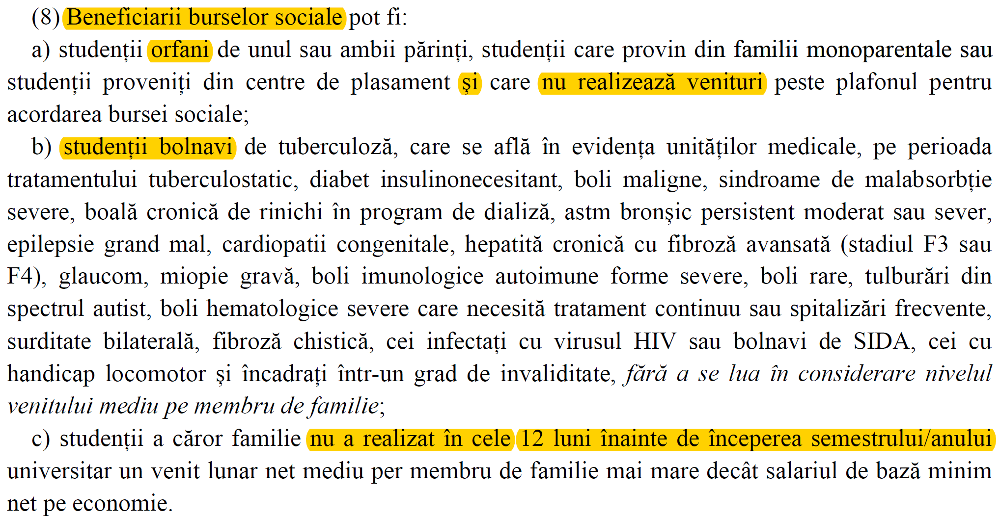 (8) Beneficiarii burselor sociale pot fi:
a) studenții orfani de unul sau ambii părinți, studenții care provin din familii monoparentale sau
studenții proveniți din centre de plasament și care nu realizează venituri peste plafonul pentru
acordarea bursei sociale;
b) studenții bolnavi de tuberculoză, care se află în evidența unităților medicale, pe perioada
tratamentului tuberculostatic, diabet insulinonecesitant, boli maligne, sindroame de malabsorbție
severe, boală cronică de rinichi în program de dializă, astm bronșic persistent moderat sau sever,
epilepsie grand mal, cardiopatii congenitale, hepatită cronică cu fibroză avansată (stadiul F3 sau
F4), glaucom, miopie gravă, boli imunologice autoimune forme severe, boli rare, tulburări din
spectrul autist, boli hematologice severe care necesită tratament continuu sau spitalizări frecvente,
surditate bilaterală, fibroză chistică, cei infectați cu virusul HIV sau bolnavi de SIDA, cei cu
handicap locomotor și încadrați într-un grad de invaliditate, fără a se lua în considerare nivelul
venitului mediu pe membru de familie;
c) studenții a căror familie nu a realizat în cele 12 luni înainte de începerea semestrului/anului
universitar un venit lunar net mediu per membru de familie mai mare decât salariul de bază minim
net pe economie.